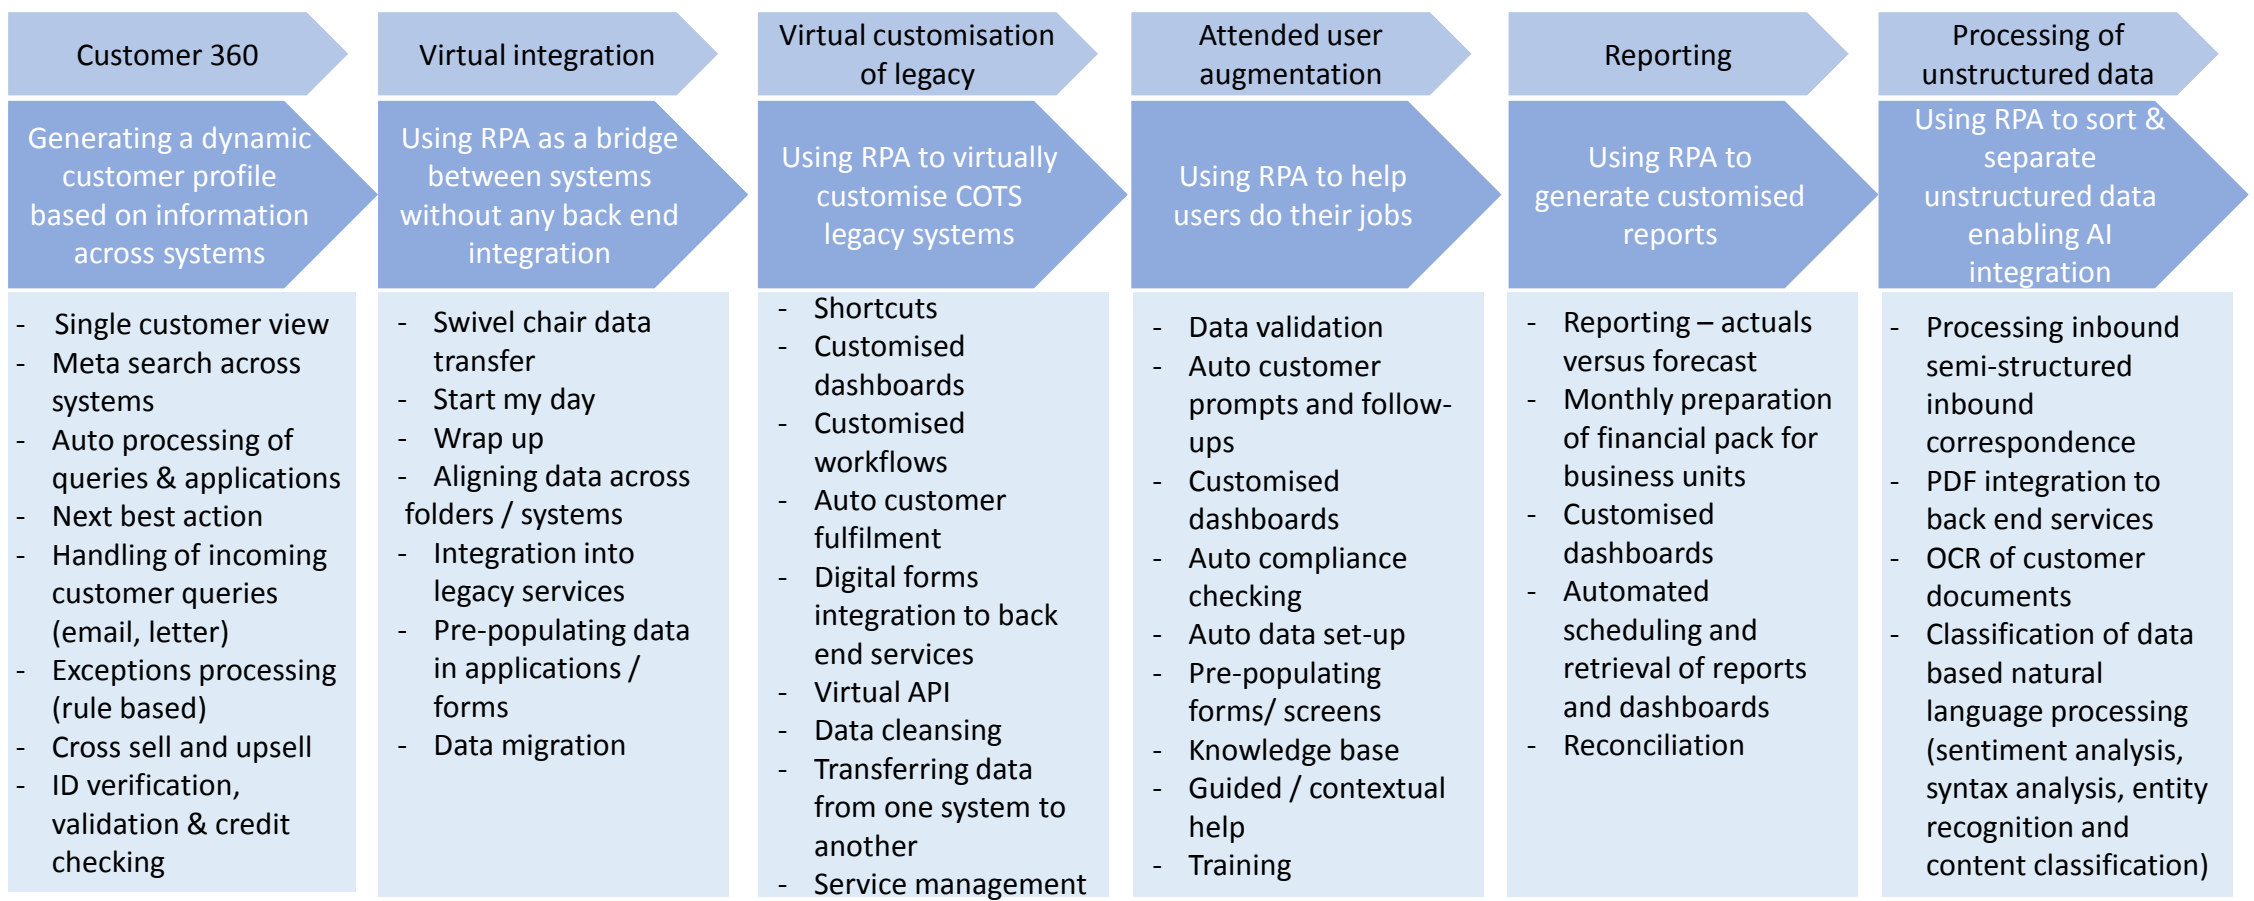 Customer 360
Generating a dynamic
customer profile
based on information
across systems
- Single customer view
- Meta search across
systems
- Auto processing of
queries & applications
- Next best action
- Handling of incoming
customer queries
(email, letter)
- Exceptions processing
(rule based)
- Cross sell and upsell
- ID verification,
validation & credit
checking
Virtual integration
Using RPA as a bridge
between systems
without any back end
integration
- Swivel chair data
transfer
- Start my day
- Wrap up
- Aligning data across
folders / systems
- Integration into
legacy services
- Pre-populating data
in applications /
forms
- Data migration
Virtual customisation
of legacy
Using RPA to virtually
customise COTS
legacy systems
- Shortcuts
- Customised
dashboards
- Customised
workflows
- Auto customer
fulfilment
- Digital forms
integration to back
end services
- Virtual API
- Data cleansing
- Transferring data
from one system to
another
- Service management
Attended user
augmentation
Using RPA to help
users do their jobs
- Data validation
- Auto customer
prompts and follow-
ups
- Customised
dashboards
- Auto compliance
checking
- Auto data set-up
- Pre-populating
forms/ screens
- Knowledge base
- Guided / contextual
help
- Training
Reporting
Using RPA to
generate customised
reports
- Reporting – actuals
versus forecast
- Monthly preparation
of financial pack for
business units
- Customised
dashboards
- Automated
scheduling and
retrieval of reports
and dashboards
- Reconciliation
Processing of
unstructured data
Using RPA to sort &
separate
unstructured data
enabling AI
integration
- Processing inbound
semi-structured
inbound
correspondence
- PDF integration to
back end services
- OCR of customer
documents
- Classification of data
based natural
language processing
(sentiment analysis,
syntax analysis, entity
recognition and
content classification)